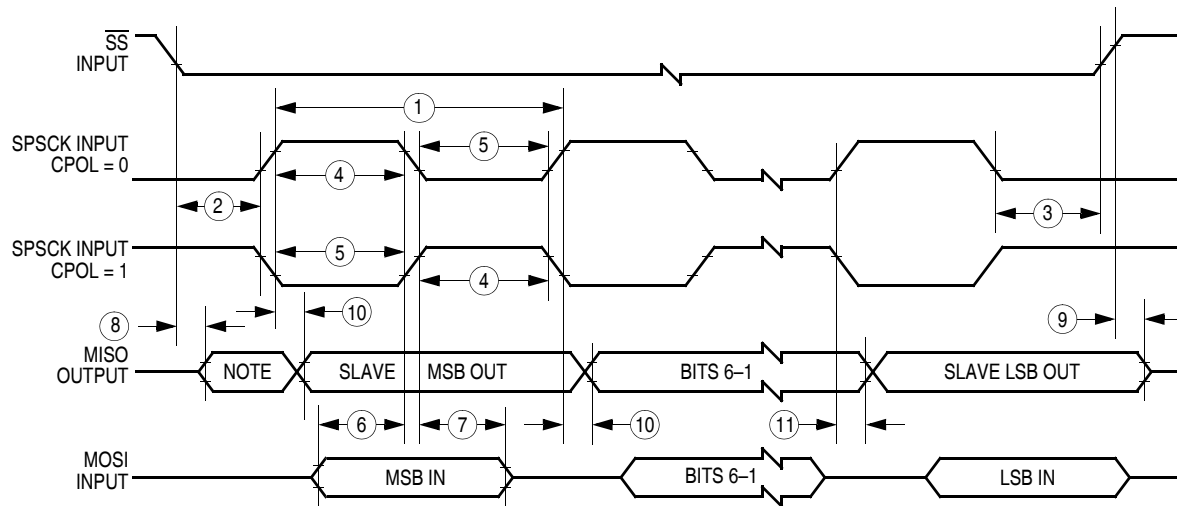 SS
INPUT
1
SPSCK INPUT
CPOL = 0
5
4
2
3
SPSCK INPUT
CPOL = 1
5
4
8
10
9
MISO
OUTPUT
NOTE
SLAVE MSB OUT
BITS 6–1
SLAVE LSB OUT
6
7
10
11
MOSI
INPUT
MSB IN
BITS 6–1
LSB IN